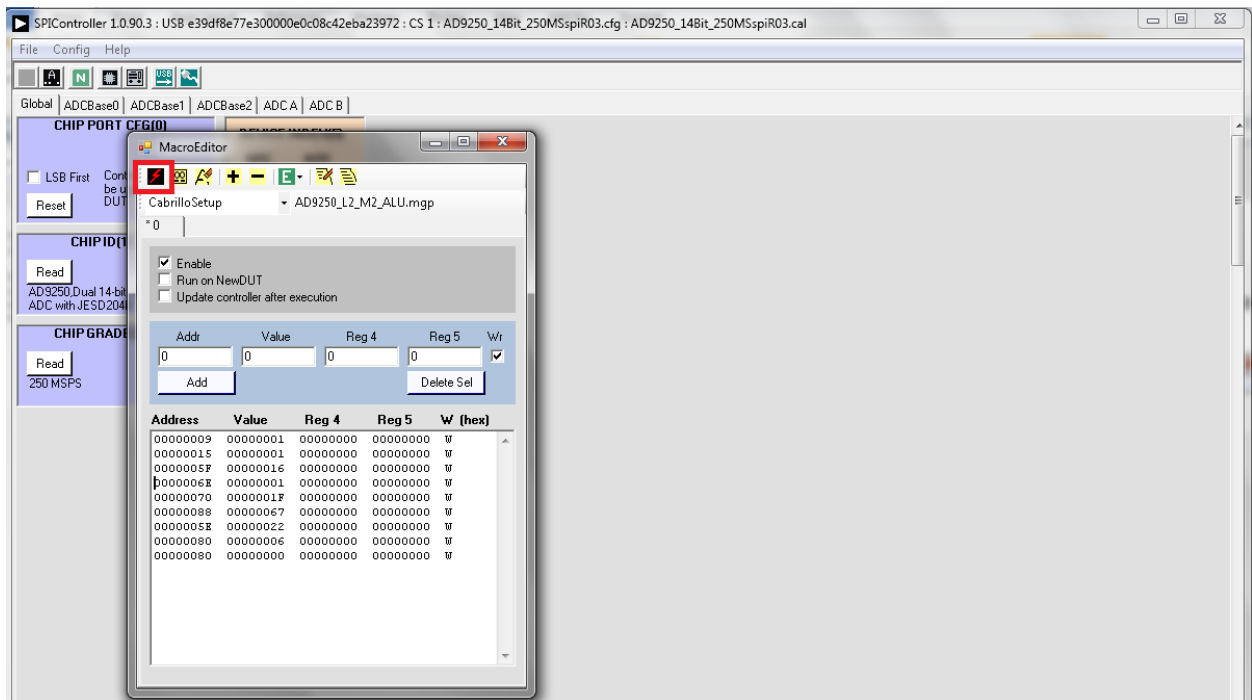 SPIController 1.0.90.3 : USB e39df8e77e300000e0c08c42eba23972 : CS 1 : AD9250_14Bit_250MSspiR03.cfg : AD9250_14Bit_250MSspiR03.cal
File Config Help
Global ADCBase0 ADCBase1 ADCBase2 ADC A ADC B
CHIP PORT CFG(0)
LSB First
Reset
CHIP ID(1
Read
AD9250,Dual 14-bit
ADC with JESD204
CHIP GRADE
Read
250 MSPS
MacroEditor
CabrilloSetup AD9250_L2_M2_ALU.mgp
* 0
Enable
Run on NewDUT
Update controller after execution
Addr Value Reg 4 Reg 5 Wr
0 0 0 0
Add Delete Sel
Address Value Reg 4 Reg 5 W (hex)
00000009 00000001 00000000 00000000 W
00000015 00000001 00000000 00000000 W
0000005F 00000016 00000000 00000000 W
0000006E 00000001 00000000 00000000 W
00000070 0000001F 00000000 00000000 W
00000088 00000067 00000000 00000000 W
0000005E 00000022 00000000 00000000 W
00000080 00000006 00000000 00000000 W
00000080 00000000 00000000 00000000 W